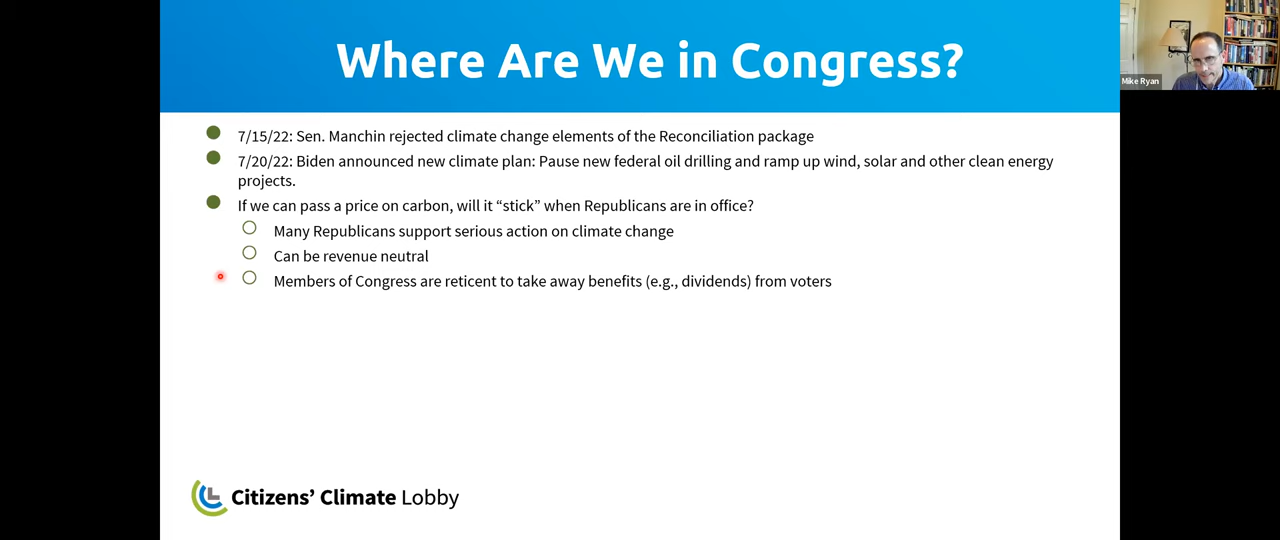 Where Are We in Congress?
Mike Ryan
7/15/22: Sen. Manchin rejected climate change elements of the Reconciliation package
7/20/22: Biden announced new climate plan: Pause new federal oil drilling and ramp up wind, solar and other clean energy
projects.
If we can pass a price on carbon, will it “stick” when Republicans are in office?
Many Republicans support serious action on climate change
Can be revenue neutral
Members of Congress are reticent to take away benefits (e.g., dividends) from voters
Citizens’ Climate Lobby